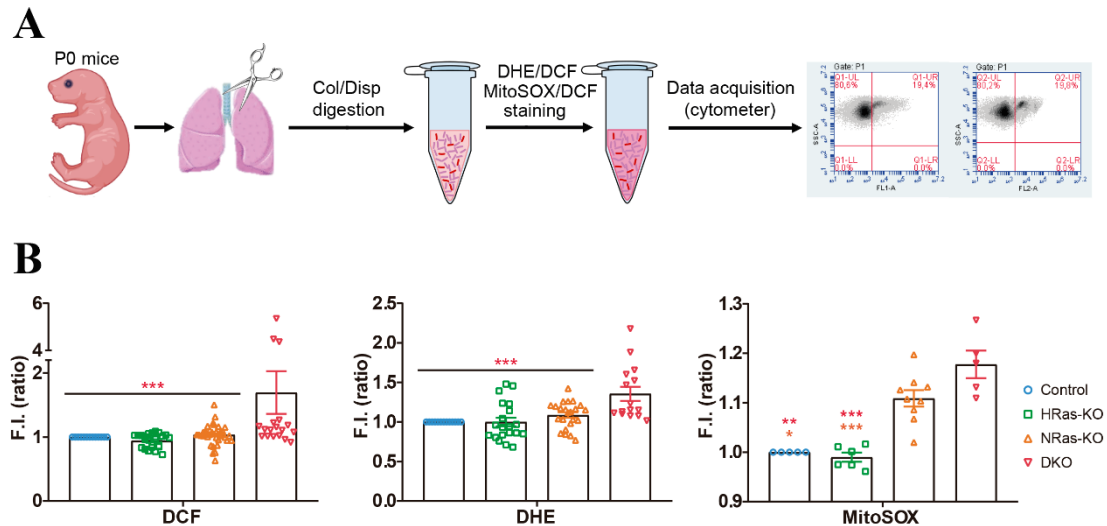 A
P0 mice
Col/Disp
digestion
DHE/DCF
MitoSOX/DCF
staining
Data acquisition
(cytometer)
Gate: P1
Q1-UL
80,6%
Q1-UR
19,4%
Q1-LL
0,0%
Q1-LR
0,0%
SSC-A
FL1-A
Gate: P1
Q2-UL
80,2%
Q2-UR
19,8%
Q2-LL
0,0%
Q2-LR
0,0%
SSC-A
FL2-A
B
F.I. (ratio)
6
4
2
1
0
***
DCF
F.I. (ratio)
2.5
2.0
1.5
1.0
0.5
0.0
***
DHE
F.I. (ratio)
1.3
1.2
1.1
1.0
0.9
**
*
***
***
MitoSOX
Control
HRas-KO
NRas-KO
DKO